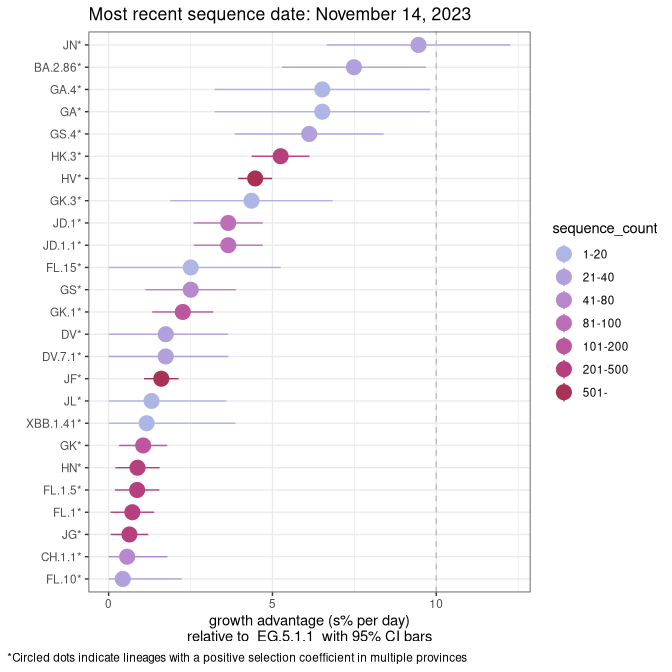 Most recent sequence date: November 14, 2023
JN*
BA.2.86*
GA.4*
GA*
GS.4*
HK.3*
HV*
GK.3*
JD.1*
JD.1.1*
FL.15*
GS*
GK.1*
DV*
DV.7.1*
JF*
JL*
XBB.1.41*
GK*
HN*
FL.1.5*
FL.1*
JG*
CH.1.1*
FL.10*
0 5 10
growth advantage (s% per day)
relative to EG.5.1.1 with 95% CI bars
sequence_count
1-20
21-40
41-80
81-100
101-200
201-500
501-
*Circled dots indicate lineages with a positive selection coefficient in multiple provinces